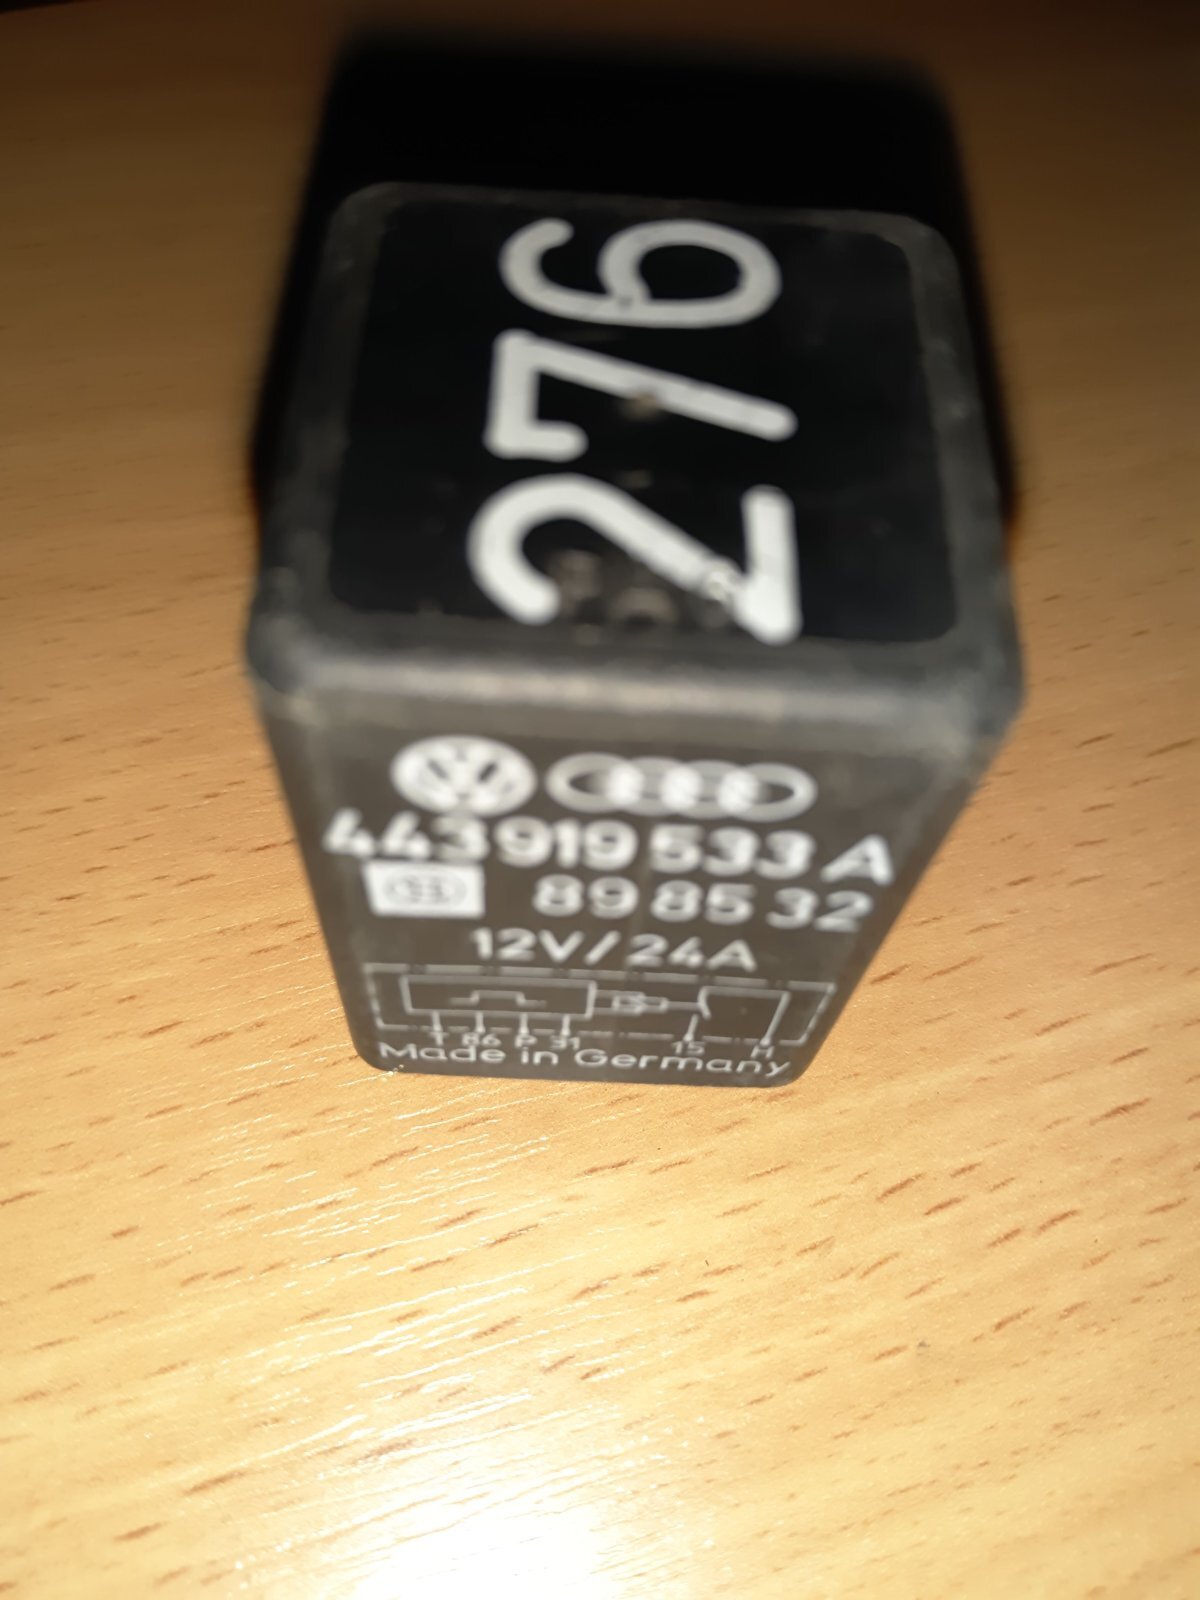 276
443 919 533 A
89 85 32
12V/24A
T 86 P 31 15 H
Made in Germany